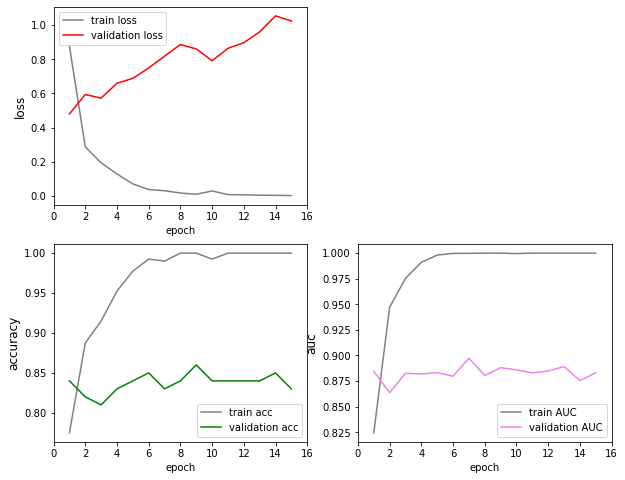 1.0
0.8
0.6
0.4
0.2
0.0
loss
train loss
validation loss
0 2 4 6 8 10 12 14 16
epoch
1.00
0.95
0.90
0.85
0.80
accuracy
train acc
validation acc
0 2 4 6 8 10 12 14 16
epoch
1.000
0.975
0.950
0.925
0.900
0.875
0.850
0.825
auc
train AUC
validation AUC
0 2 4 6 8 10 12 14 16
epoch